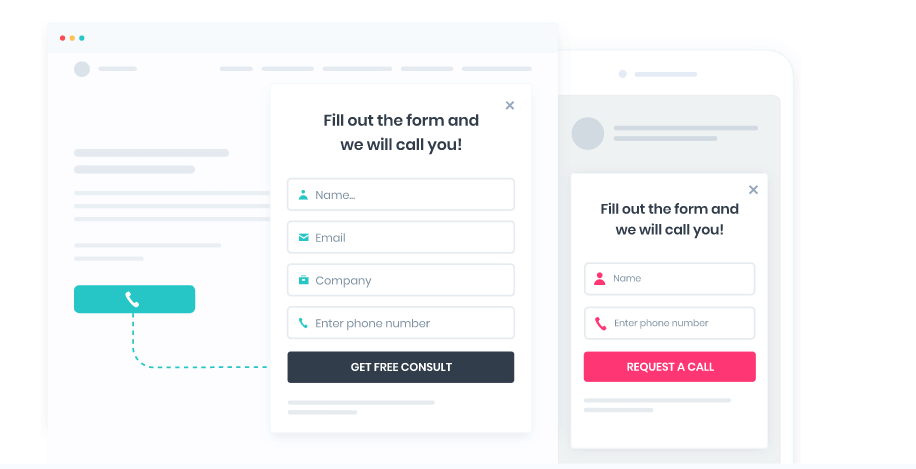 Fill out the form and
we will call you!
Name...
Email
Company
Enter phone number
GET FREE CONSULT
Fill out the form and
we will call you!
Name
Enter phone number
REQUEST A CALL